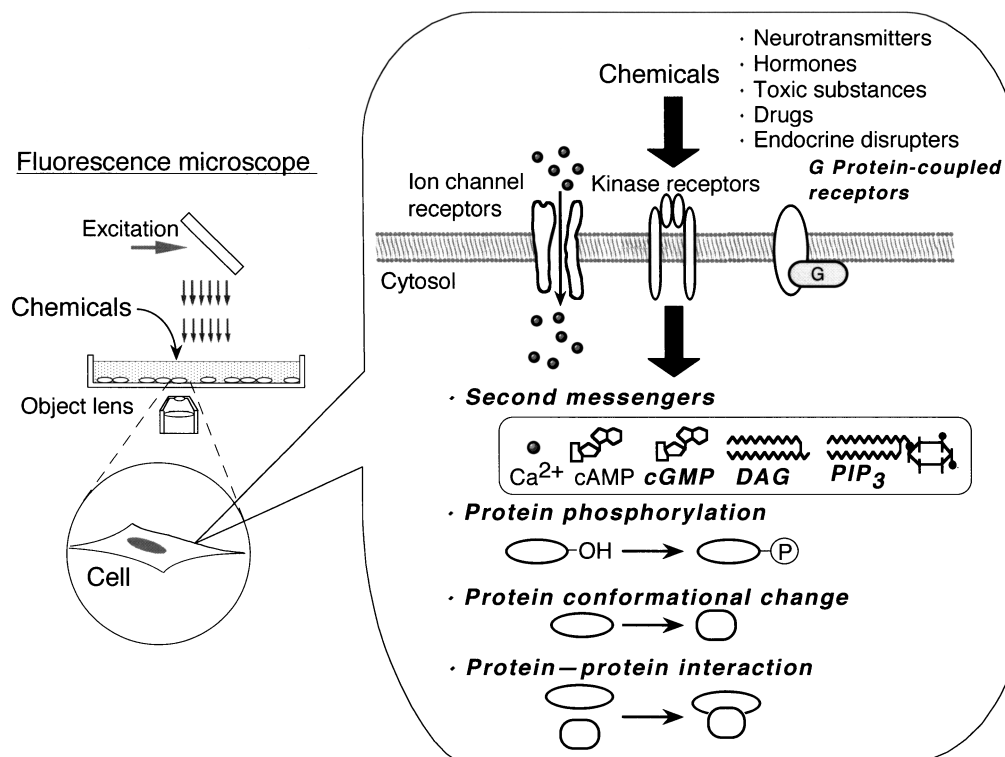 Fluorescence microscope
Excitation
Chemicals
Object lens
Cell
Chemicals
· Neurotransmitters
· Hormones
· Toxic substances
· Drugs
· Endocrine disrupters
Ion channel
receptors
Kinase receptors
G Protein-coupled
receptors
G
Cytosol
· Second messengers
Ca2+
cAMP
cGMP
DAG
PIP3
· Protein phosphorylation
OH
P
· Protein conformational change
· Protein–protein interaction